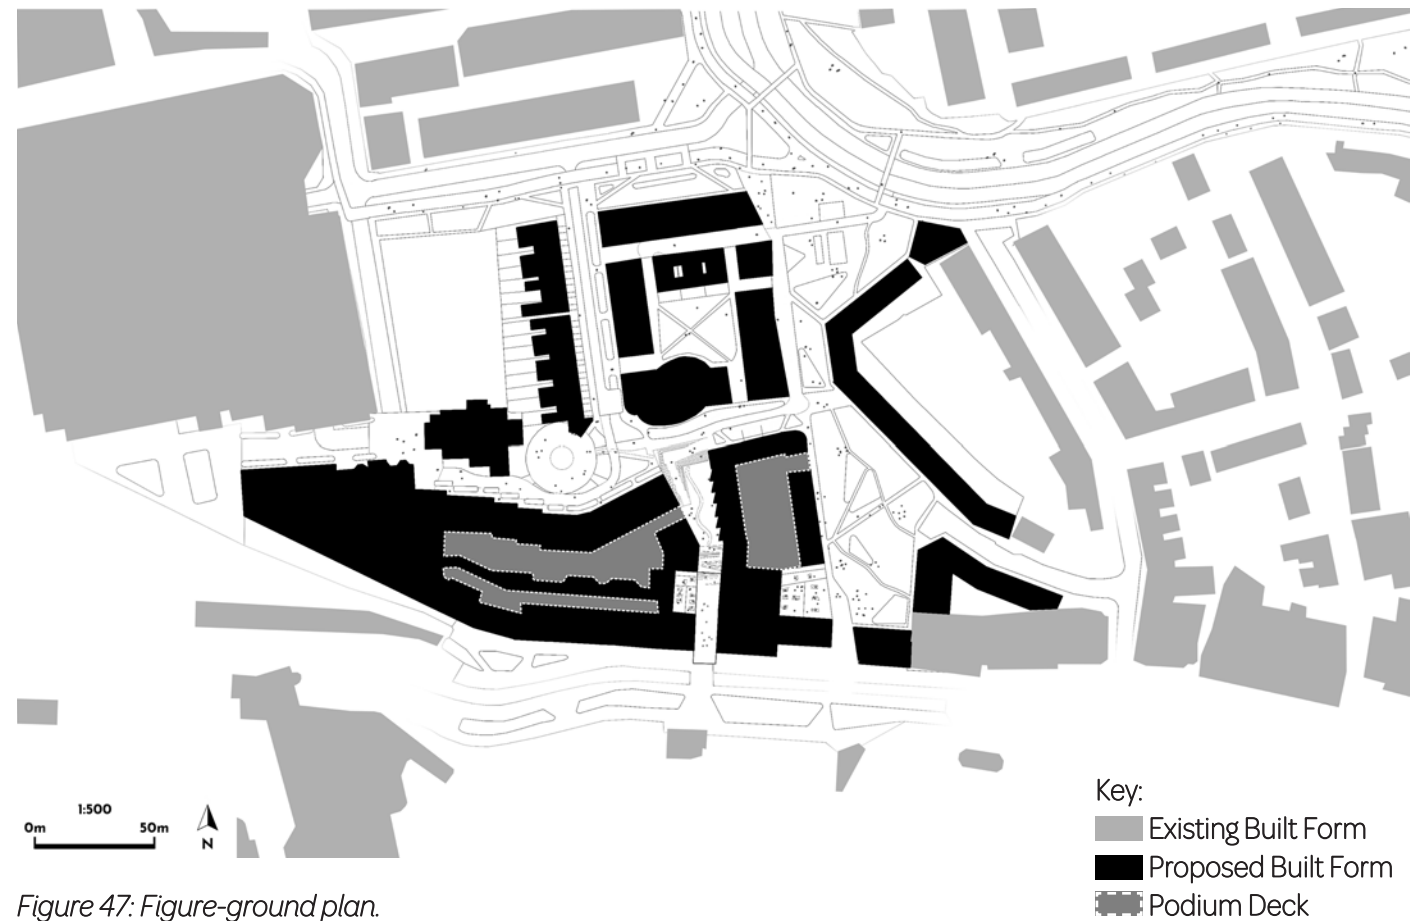 1:500
0m 50m
N
Key:
Existing Built Form
Proposed Built Form
Podium Deck
Figure 47: Figure-ground plan.